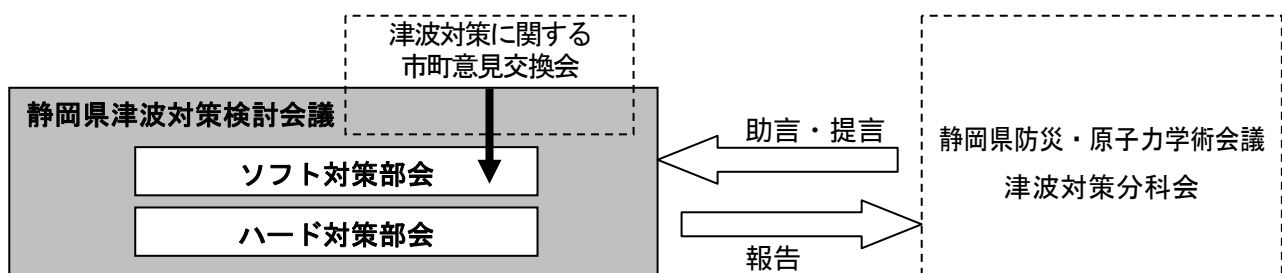 津波対策に関する
市町意見交換会
静岡県津波対策検討会議
ソフト対策部会
ハード対策部会
助言・提言
報告
静岡県防災・原子力学術会議
津波対策分科会